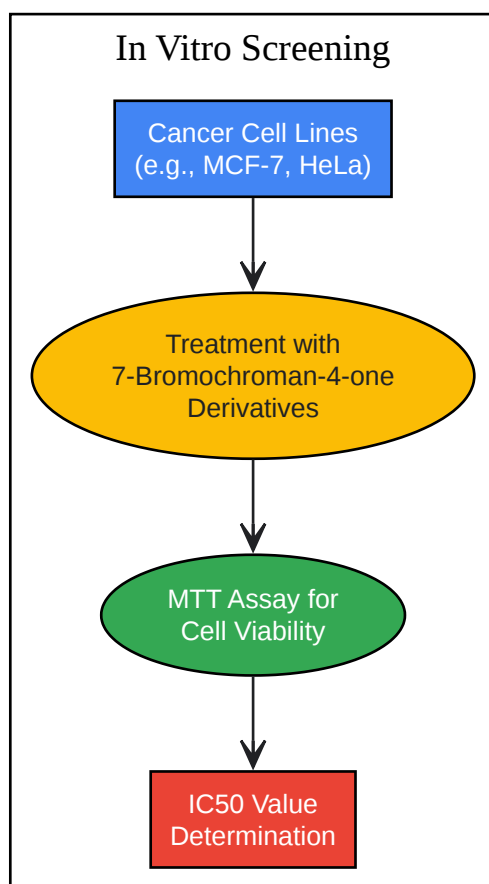 In Vitro Screening
Cancer Cell Lines
(e.g., MCF-7, HeLa)
Treatment with
7-Bromochroman-4-one
Derivatives
MTT Assay for
Cell Viability
IC50 Value
Determination